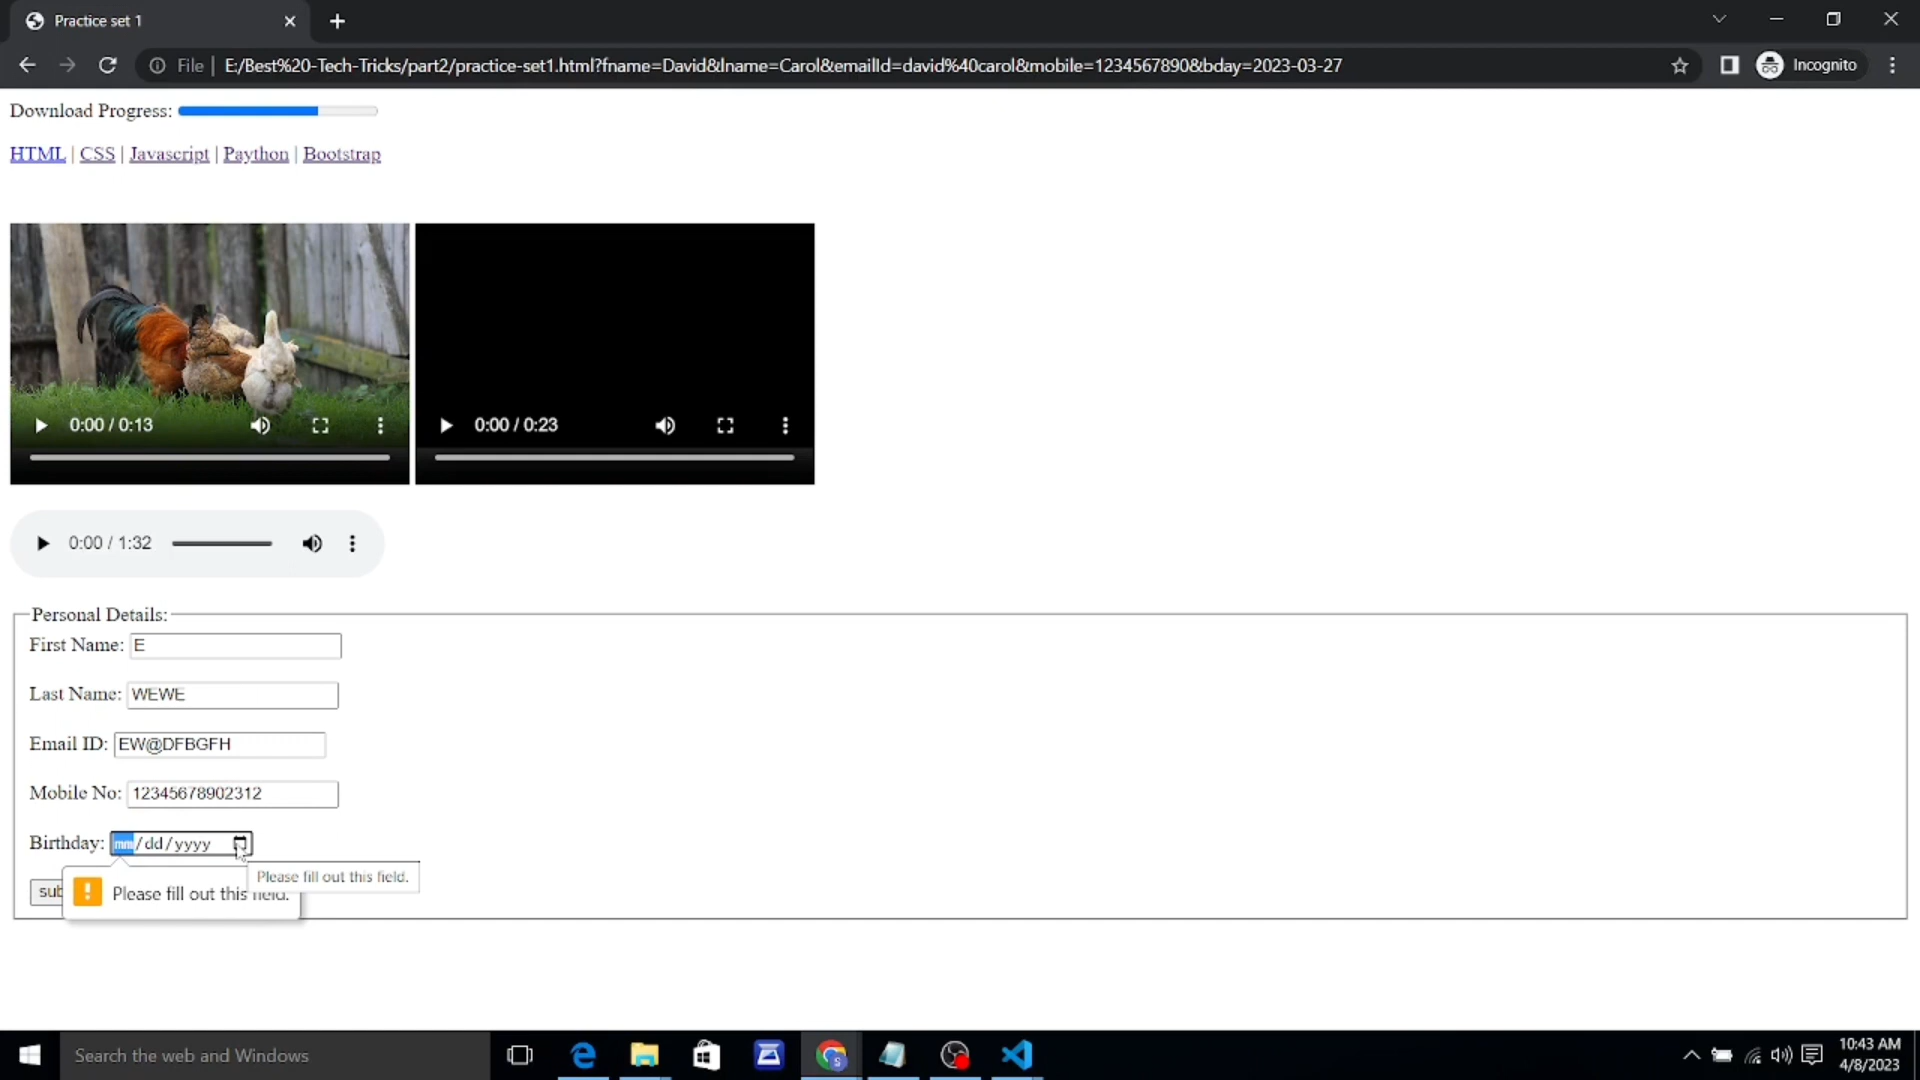 Practice set 1
File | E:/Best%20-Tech-Tricks/part2/practice-set1.html?fname=David&lname=Carol&emailId=david%40carol&mobile=1234567890&bday=2023-03-27
Incognito
Download Progress:
HTML | CSS | Javascript | Paython | Bootstrap
0:00 / 0:13
0:00 / 0:23
0:00 / 1:32
Personal Details:
First Name: E
Last Name: WEWE
Email ID: EW@DFBGFH
Mobile No: 12345678902312
Birthday: mm/dd/yyyy
Please fill out this field.
sub
Please fill out this field.
Search the web and Windows
10:43 AM
4/8/2023